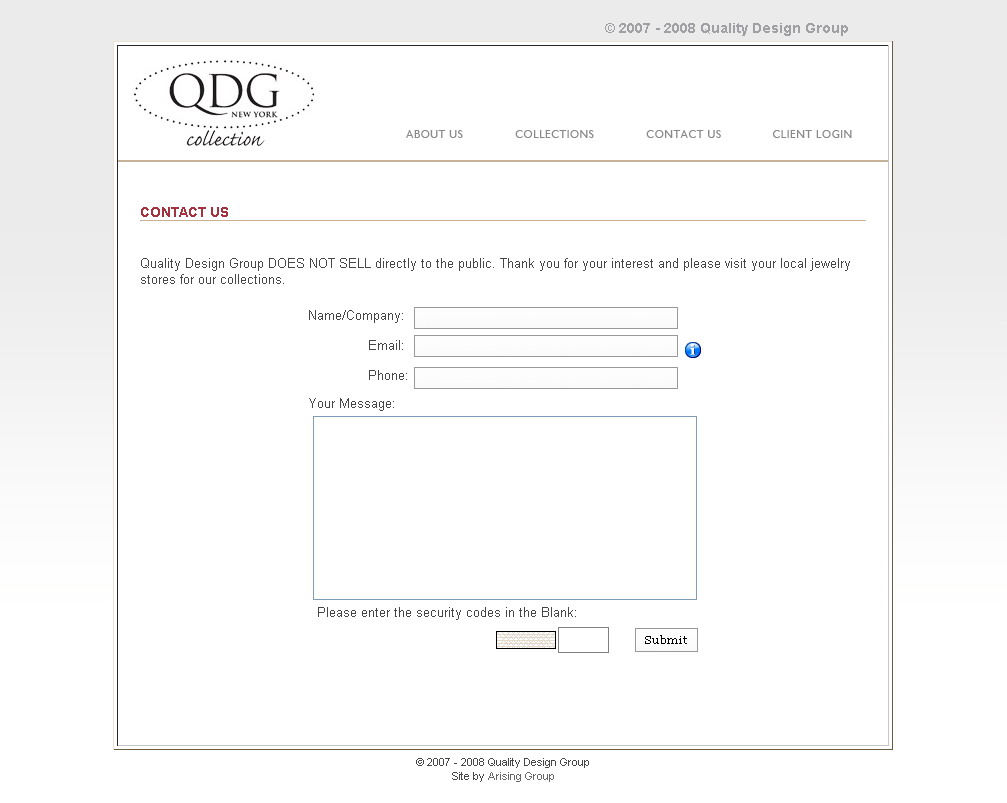 © 2007 - 2008 Quality Design Group
QDG
NEW YORK
collection
ABOUT US COLLECTIONS CONTACT US CLIENT LOGIN
CONTACT US
Quality Design Group DOES NOT SELL directly to the public. Thank you for your interest and please visit your local jewelry
stores for our collections.
Name/Company:
Email:
Phone:
Your Message:
Please enter the security codes in the Blank:
Submit
© 2007 - 2008 Quality Design Group
Site by Arising Group